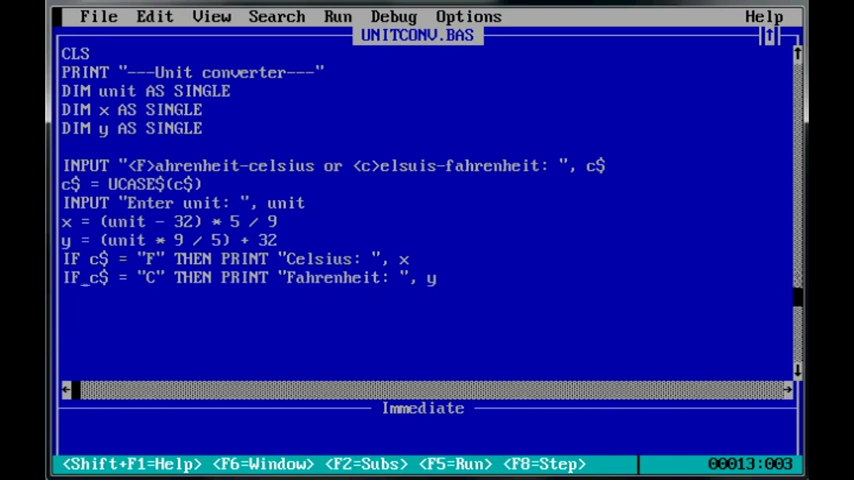 File Edit View Search Run Debug Options Help
UNITCONV.BAS
CLS
PRINT "---Unit converter---"
DIM unit AS SINGLE
DIM x AS SINGLE
DIM y AS SINGLE
INPUT "<F>ahrenheit-celsius or <c>elsuis-fahrenheit: ", c$
c$ = UCASE$(c$)
INPUT "Enter unit: ", unit
x = (unit - 32) * 5 / 9
y = (unit * 9 / 5) + 32
IF c$ = "F" THEN PRINT "Celsius: ", x
IF c$ = "C" THEN PRINT "Fahrenheit: ", y
Immediate
<Shift+F1=Help> <F6=Window> <F2=Subs> <F5=Run> <F8=Step> 00013:003